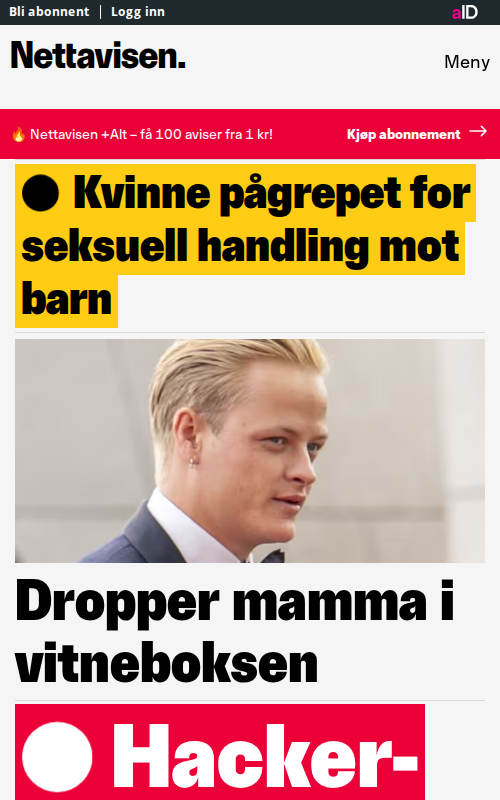 Bli abonnent | Logg inn
aID
Nettavisen.
Meny
🔥 Nettavisen +Alt – få 100 aviser fra 1 kr!
Kjøp abonnement →
Kvinne pågrepet for
seksuell handling mot
barn
Dropper mamma i
vitneboksen
Hacker-